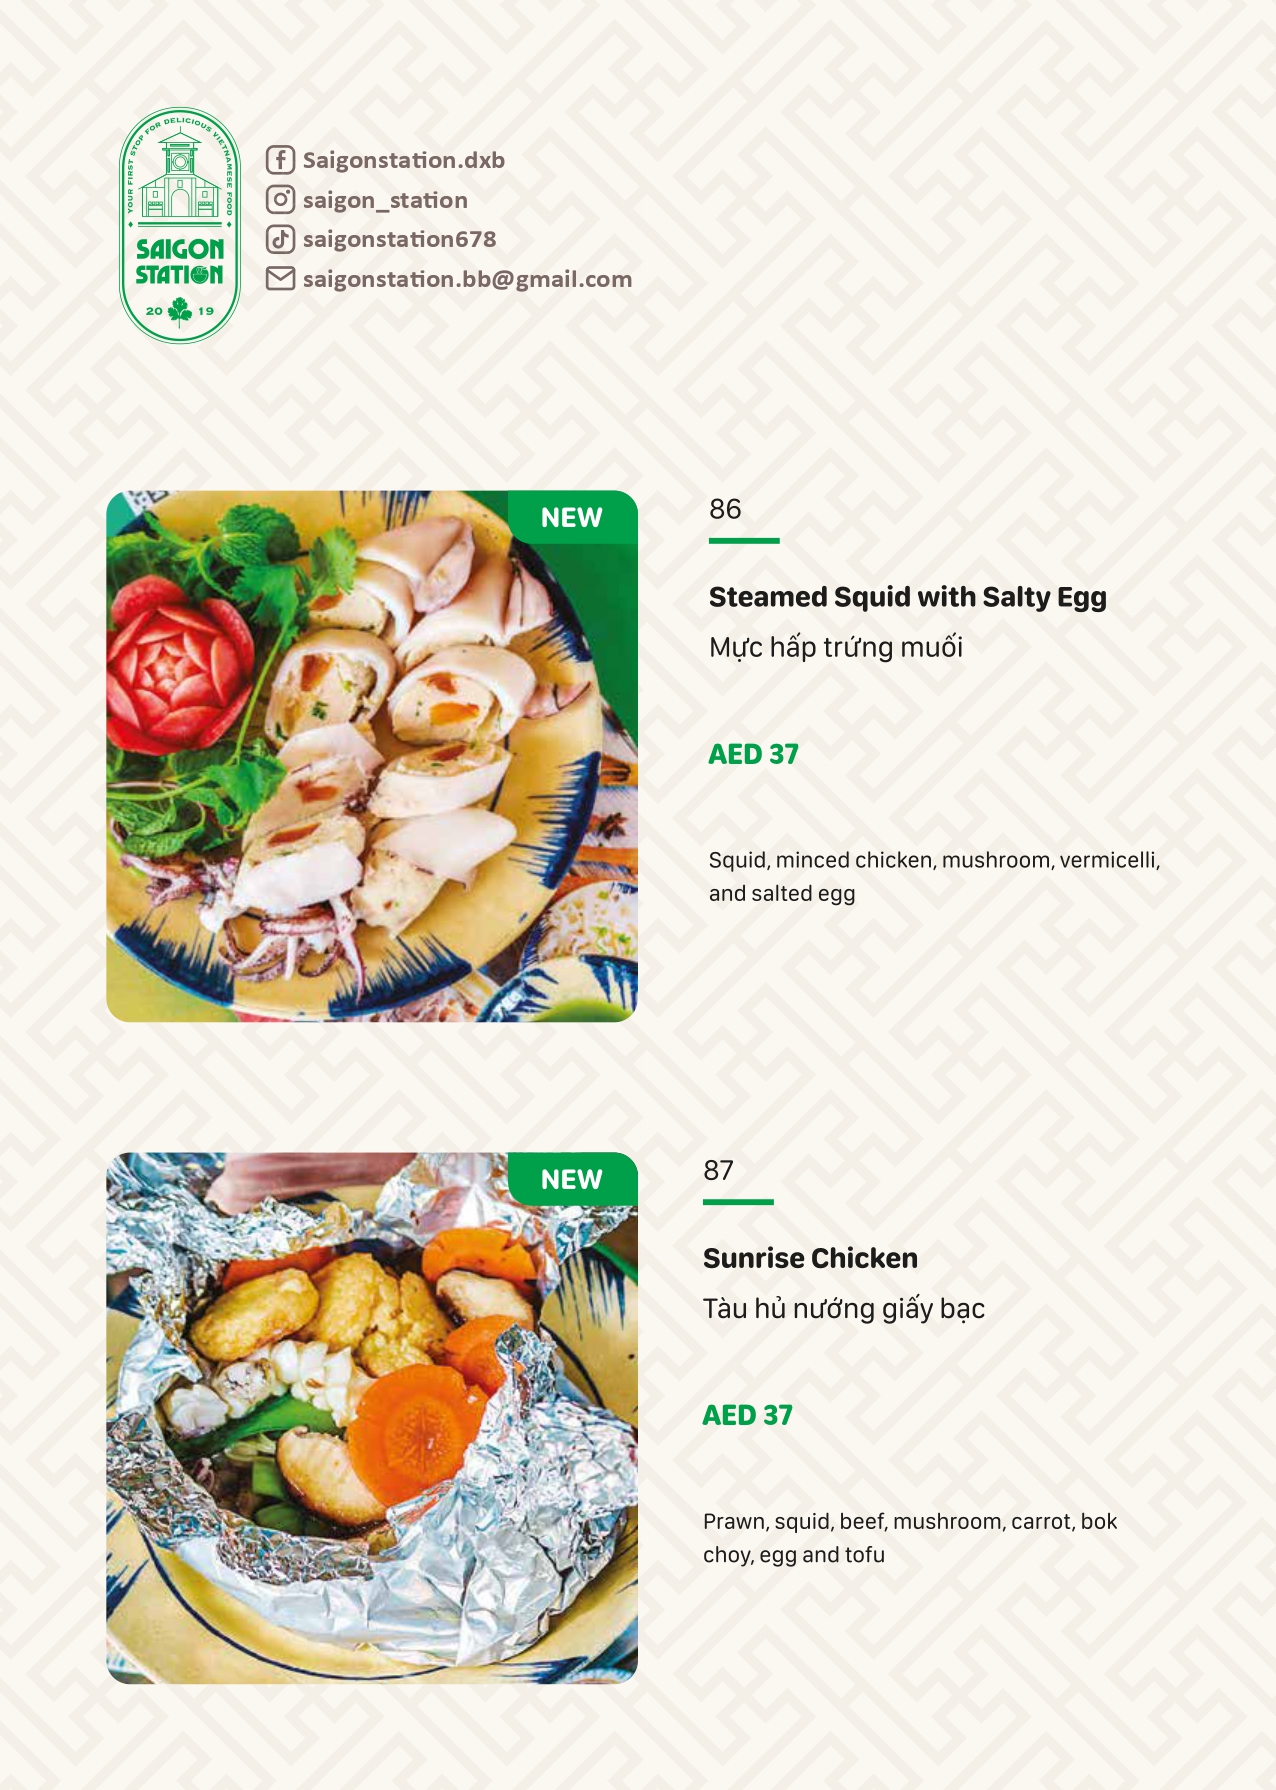 YOUR FIRST STOP FOR DELICIOUS VIETNAMESE FOOD
SAIGON
STATION
20 19
Saigonstation.dxb
saigon_station
saigonstation678
saigonstation.bb@gmail.com
NEW
86
Steamed Squid with Salty Egg
Mực hấp trứng muối
AED 37
Squid, minced chicken, mushroom, vermicelli,
and salted egg
NEW
87
Sunrise Chicken
Tàu hủ nướng giấy bạc
AED 37
Prawn, squid, beef, mushroom, carrot, bok
choy, egg and tofu